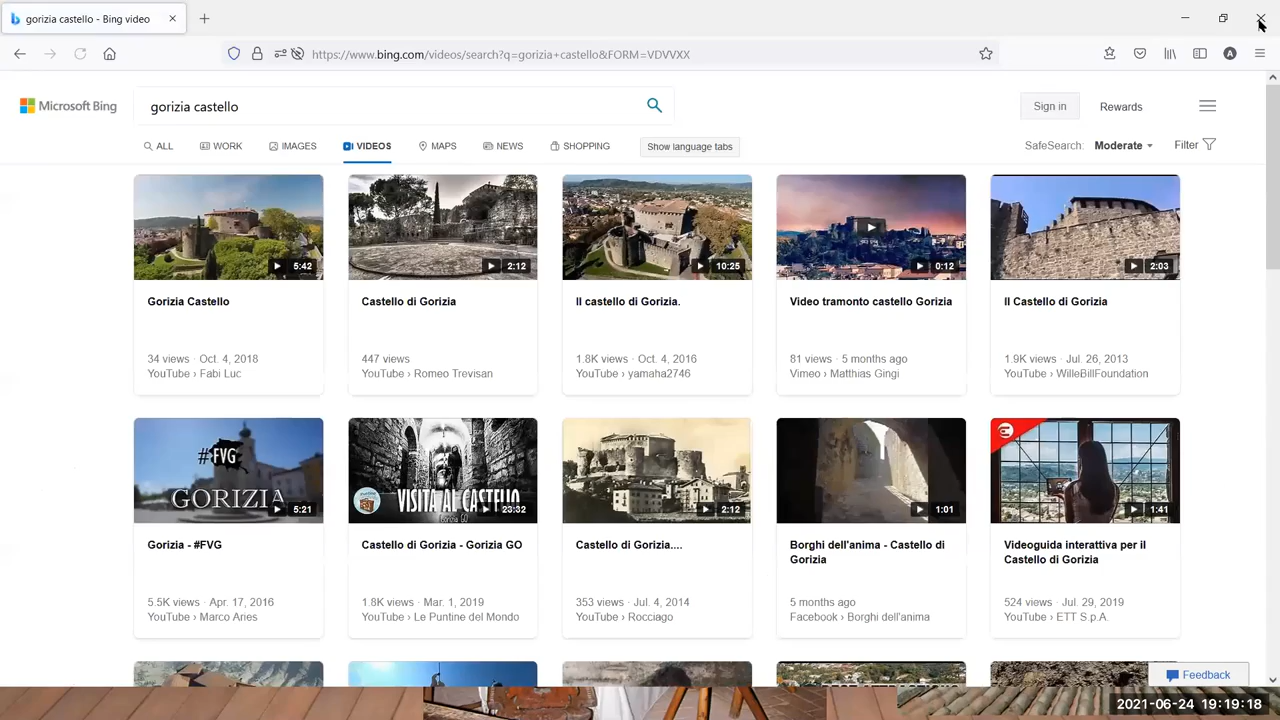 gorizia castello - Bing video
https://www.bing.com/videos/search?q=gorizia+castello&FORM=VDVVXX
A
Microsoft Bing
gorizia castello
Sign in
Rewards
ALL
WORK
IMAGES
VIDEOS
MAPS
NEWS
SHOPPING
Show language tabs
SafeSearch: Moderate
Filter
5:42
2:12
10:25
0:12
2:03
Gorizia Castello
Castello di Gorizia
Il castello di Gorizia.
Video tramonto castello Gorizia
Il Castello di Gorizia
34 views · Oct. 4, 2018
YouTube › Fabi Luc
447 views
YouTube › Romeo Trevisan
1.8K views · Oct. 4, 2016
YouTube › yamaha2746
81 views · 5 months ago
Vimeo › Matthias Gingi
1.9K views · Jul. 26, 2013
YouTube › WilleBillFoundation
#FVG
GORIZIA
5:21
VISITA AL CASTELLO
Gorizia GO
23:32
2:12
1:01
1:41
Gorizia - #FVG
Castello di Gorizia - Gorizia GO
Castello di Gorizia....
Borghi dell'anima - Castello di
Gorizia
Videoguida interattiva per il
Castello di Gorizia
5.5K views · Apr. 17, 2016
YouTube › Marco Aries
1.8K views · Mar. 1, 2019
YouTube › Le Puntine del Mondo
353 views · Jul. 4, 2014
YouTube › Rocciago
5 months ago
Facebook › Borghi dell'anima
524 views · Jul. 29, 2019
YouTube › ETT S.p.A.
Feedback
2021-06-24 19:19:18